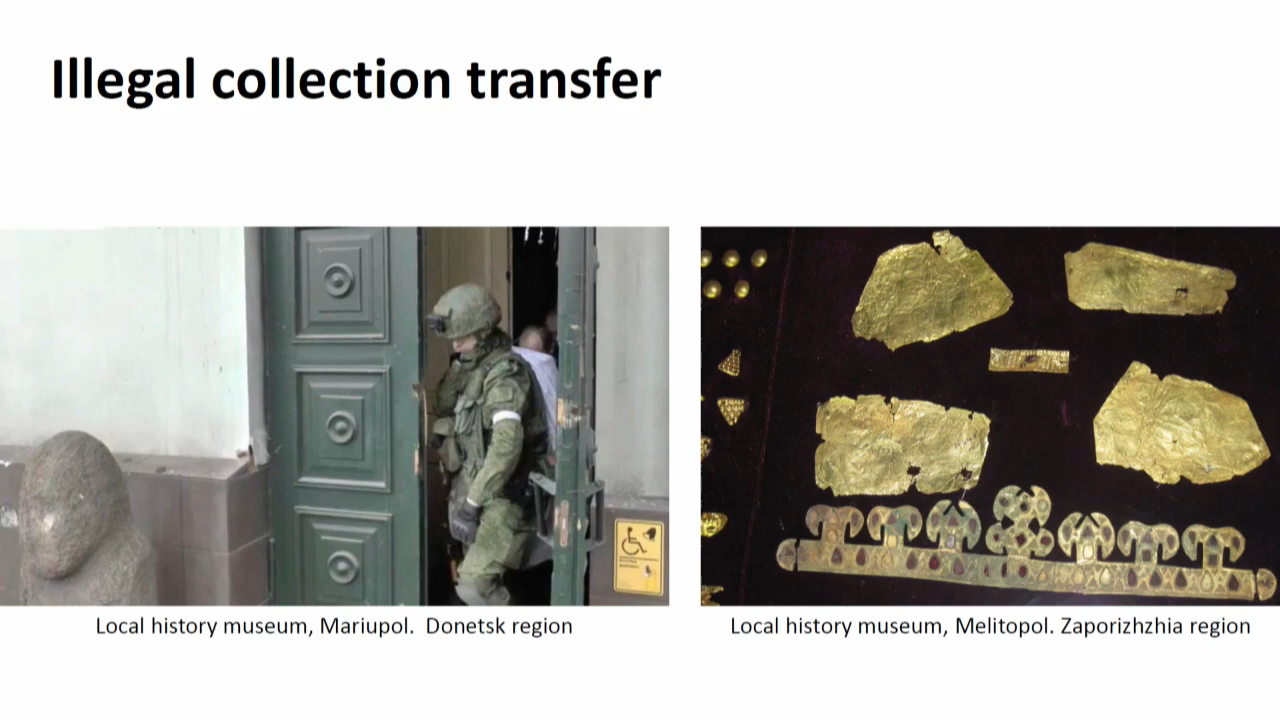 Illegal collection transfer
Local history museum, Mariupol.  Donetsk region
Local history museum, Melitopol. Zaporizhzhia region